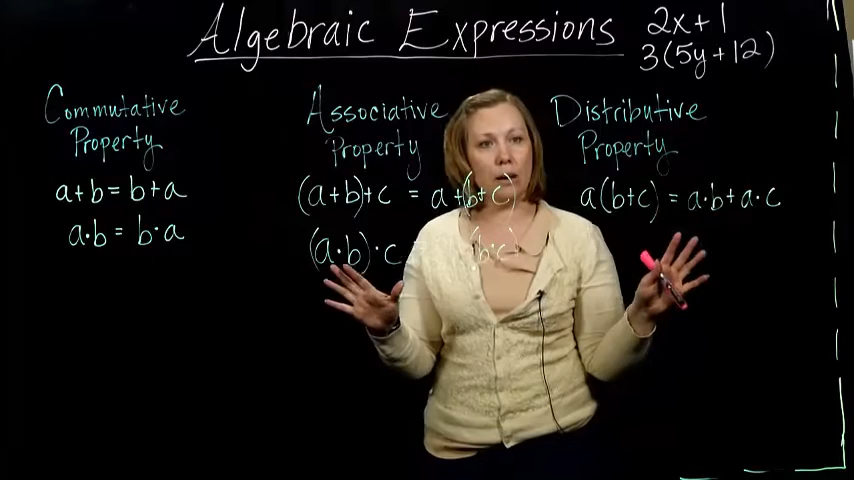 Algebraic Expressions
2x+1
3(5y+12)
Commutative
Property
a+b=b+a
a·b=b·a
Associative
Property
(a+b)+c = a+(b+c)
(a·b)·c = (b·c)
Distributive
Property
a(b+c) = a·b+a·c